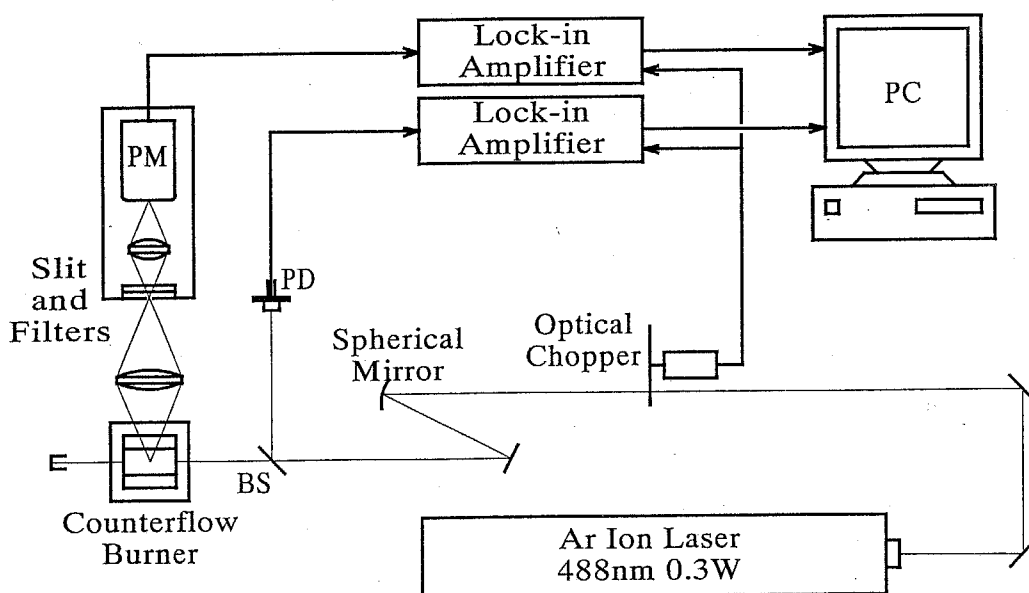 Lock-in
Amplifier
Lock-in
Amplifier
PC
PM
Slit
and
Filters
PD
Spherical
Mirror
Optical
Chopper
BS
Counterflow
Burner
Ar Ion Laser
488nm 0.3W